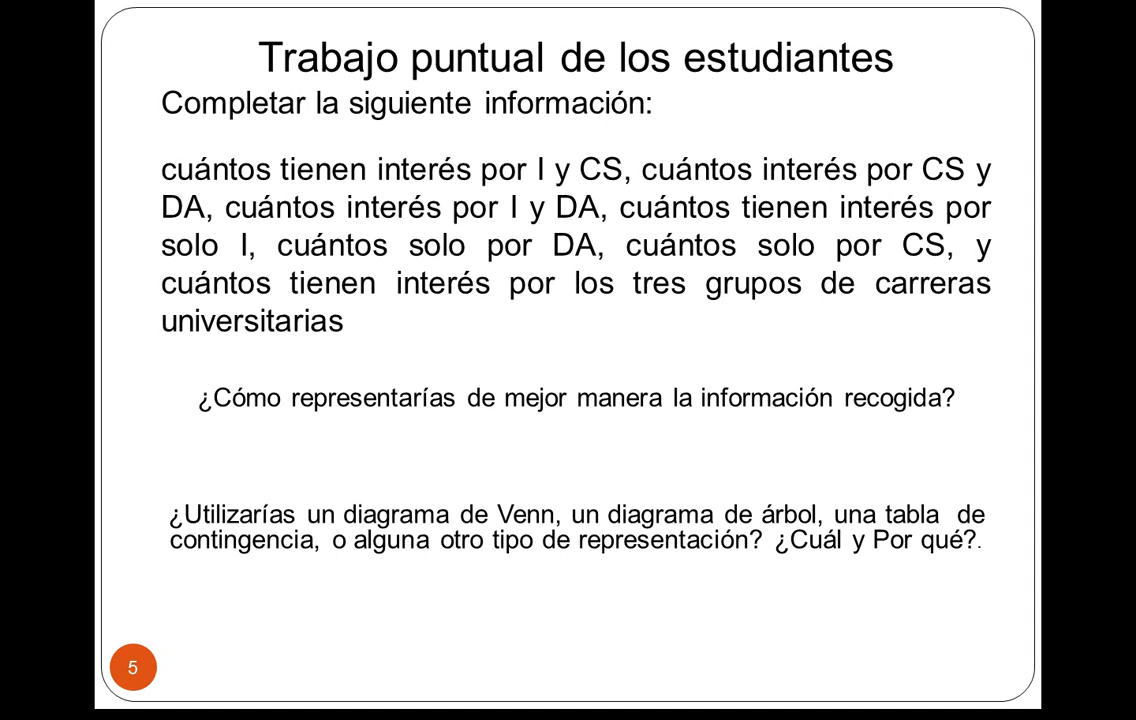 Trabajo puntual de los estudiantes
Completar la siguiente información:
cuántos tienen interés por I y CS, cuántos interés por CS y
DA, cuántos interés por I y DA, cuántos tienen interés por
solo I, cuántos solo por DA, cuántos solo por CS, y
cuántos tienen interés por los tres grupos de carreras
universitarias
¿Cómo representarías de mejor manera la información recogida?
¿Utilizarías un diagrama de Venn, un diagrama de árbol, una tabla de
contingencia, o alguna otro tipo de representación? ¿Cuál y Por qué?.
5